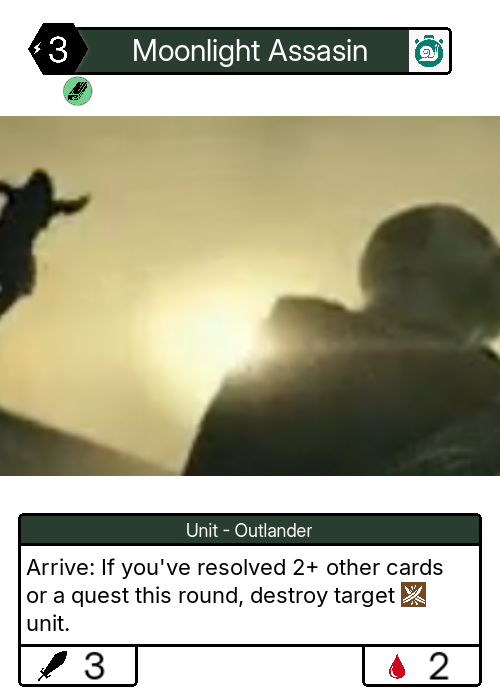 3 Moonlight Assasin
Unit - Outlander
Arrive: If you've resolved 2+ other cards
or a quest this round, destroy target
unit.
3 2